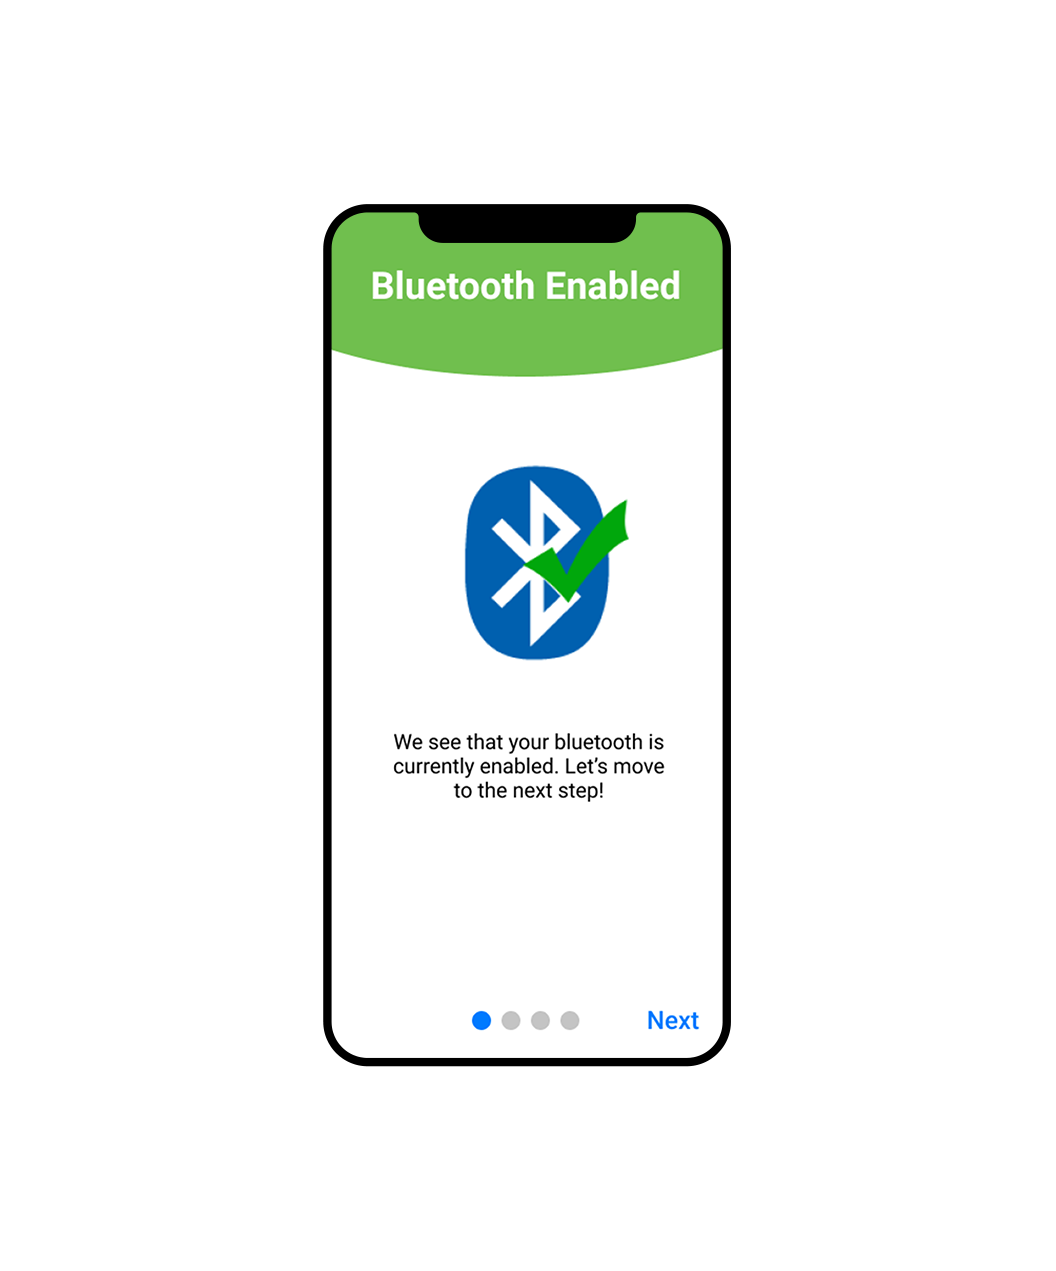 Bluetooth Enabled
We see that your bluetooth is
currently enabled. Let’s move
to the next step!
Next